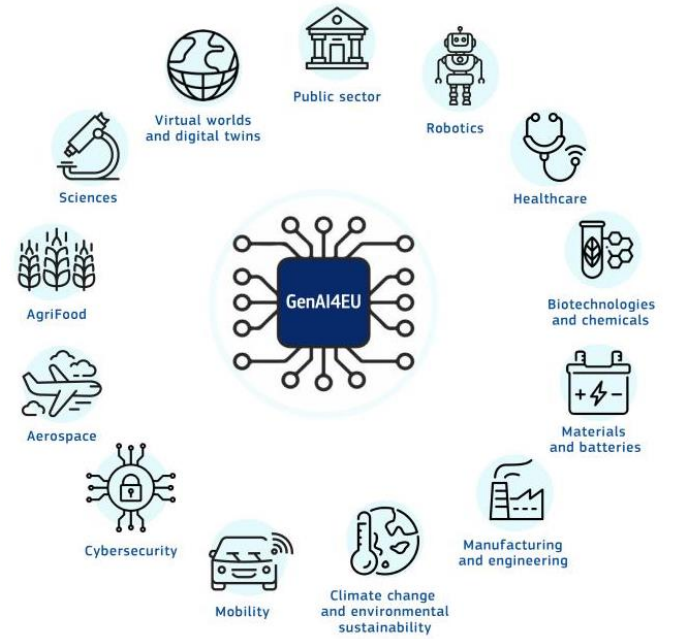 Public sector
Robotics
Healthcare
Biotechnologies
and chemicals
Materials
and batteries
Manufacturing
and engineering
Climate change
and environmental
sustainability
Mobility
Cybersecurity
Aerospace
AgriFood
Sciences
Virtual worlds
and digital twins
GenAI4EU